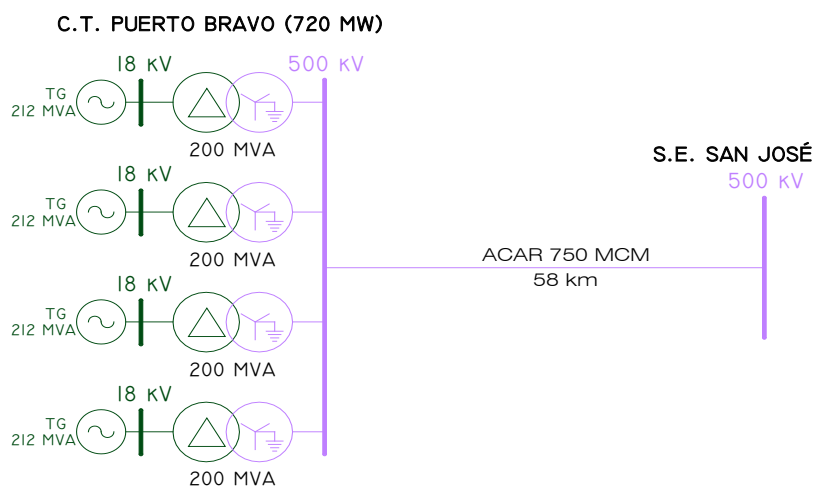 C.T. PUERTO BRAVO (720 MW)
18 KV
500 KV
TG
212 MVA
200 MVA
S.E. SAN JOSÉ
500 KV
18 KV
TG
212 MVA
200 MVA
ACAR 750 MCM
58 km
18 KV
TG
212 MVA
200 MVA
18 KV
TG
212 MVA
200 MVA